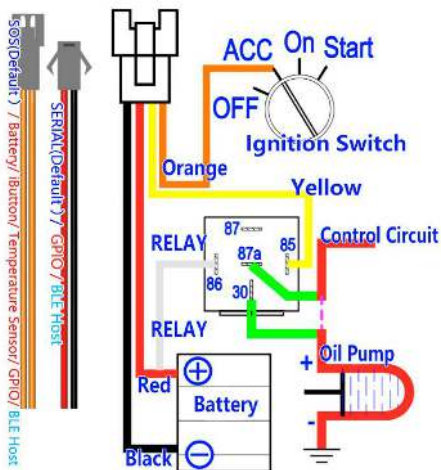 SOS(Default) / Battery/ iButton/ Temperature Sensor/ GPIO/ BLE Host
SERIAL(Default) / GPIO/ BLE Host
ACC On Start
OFF
Ignition Switch
Orange
Yellow
RELAY
87
87a
85
86
30
Control Circuit
RELAY
+ Oil Pump
-
Red
+
Battery
Black
-